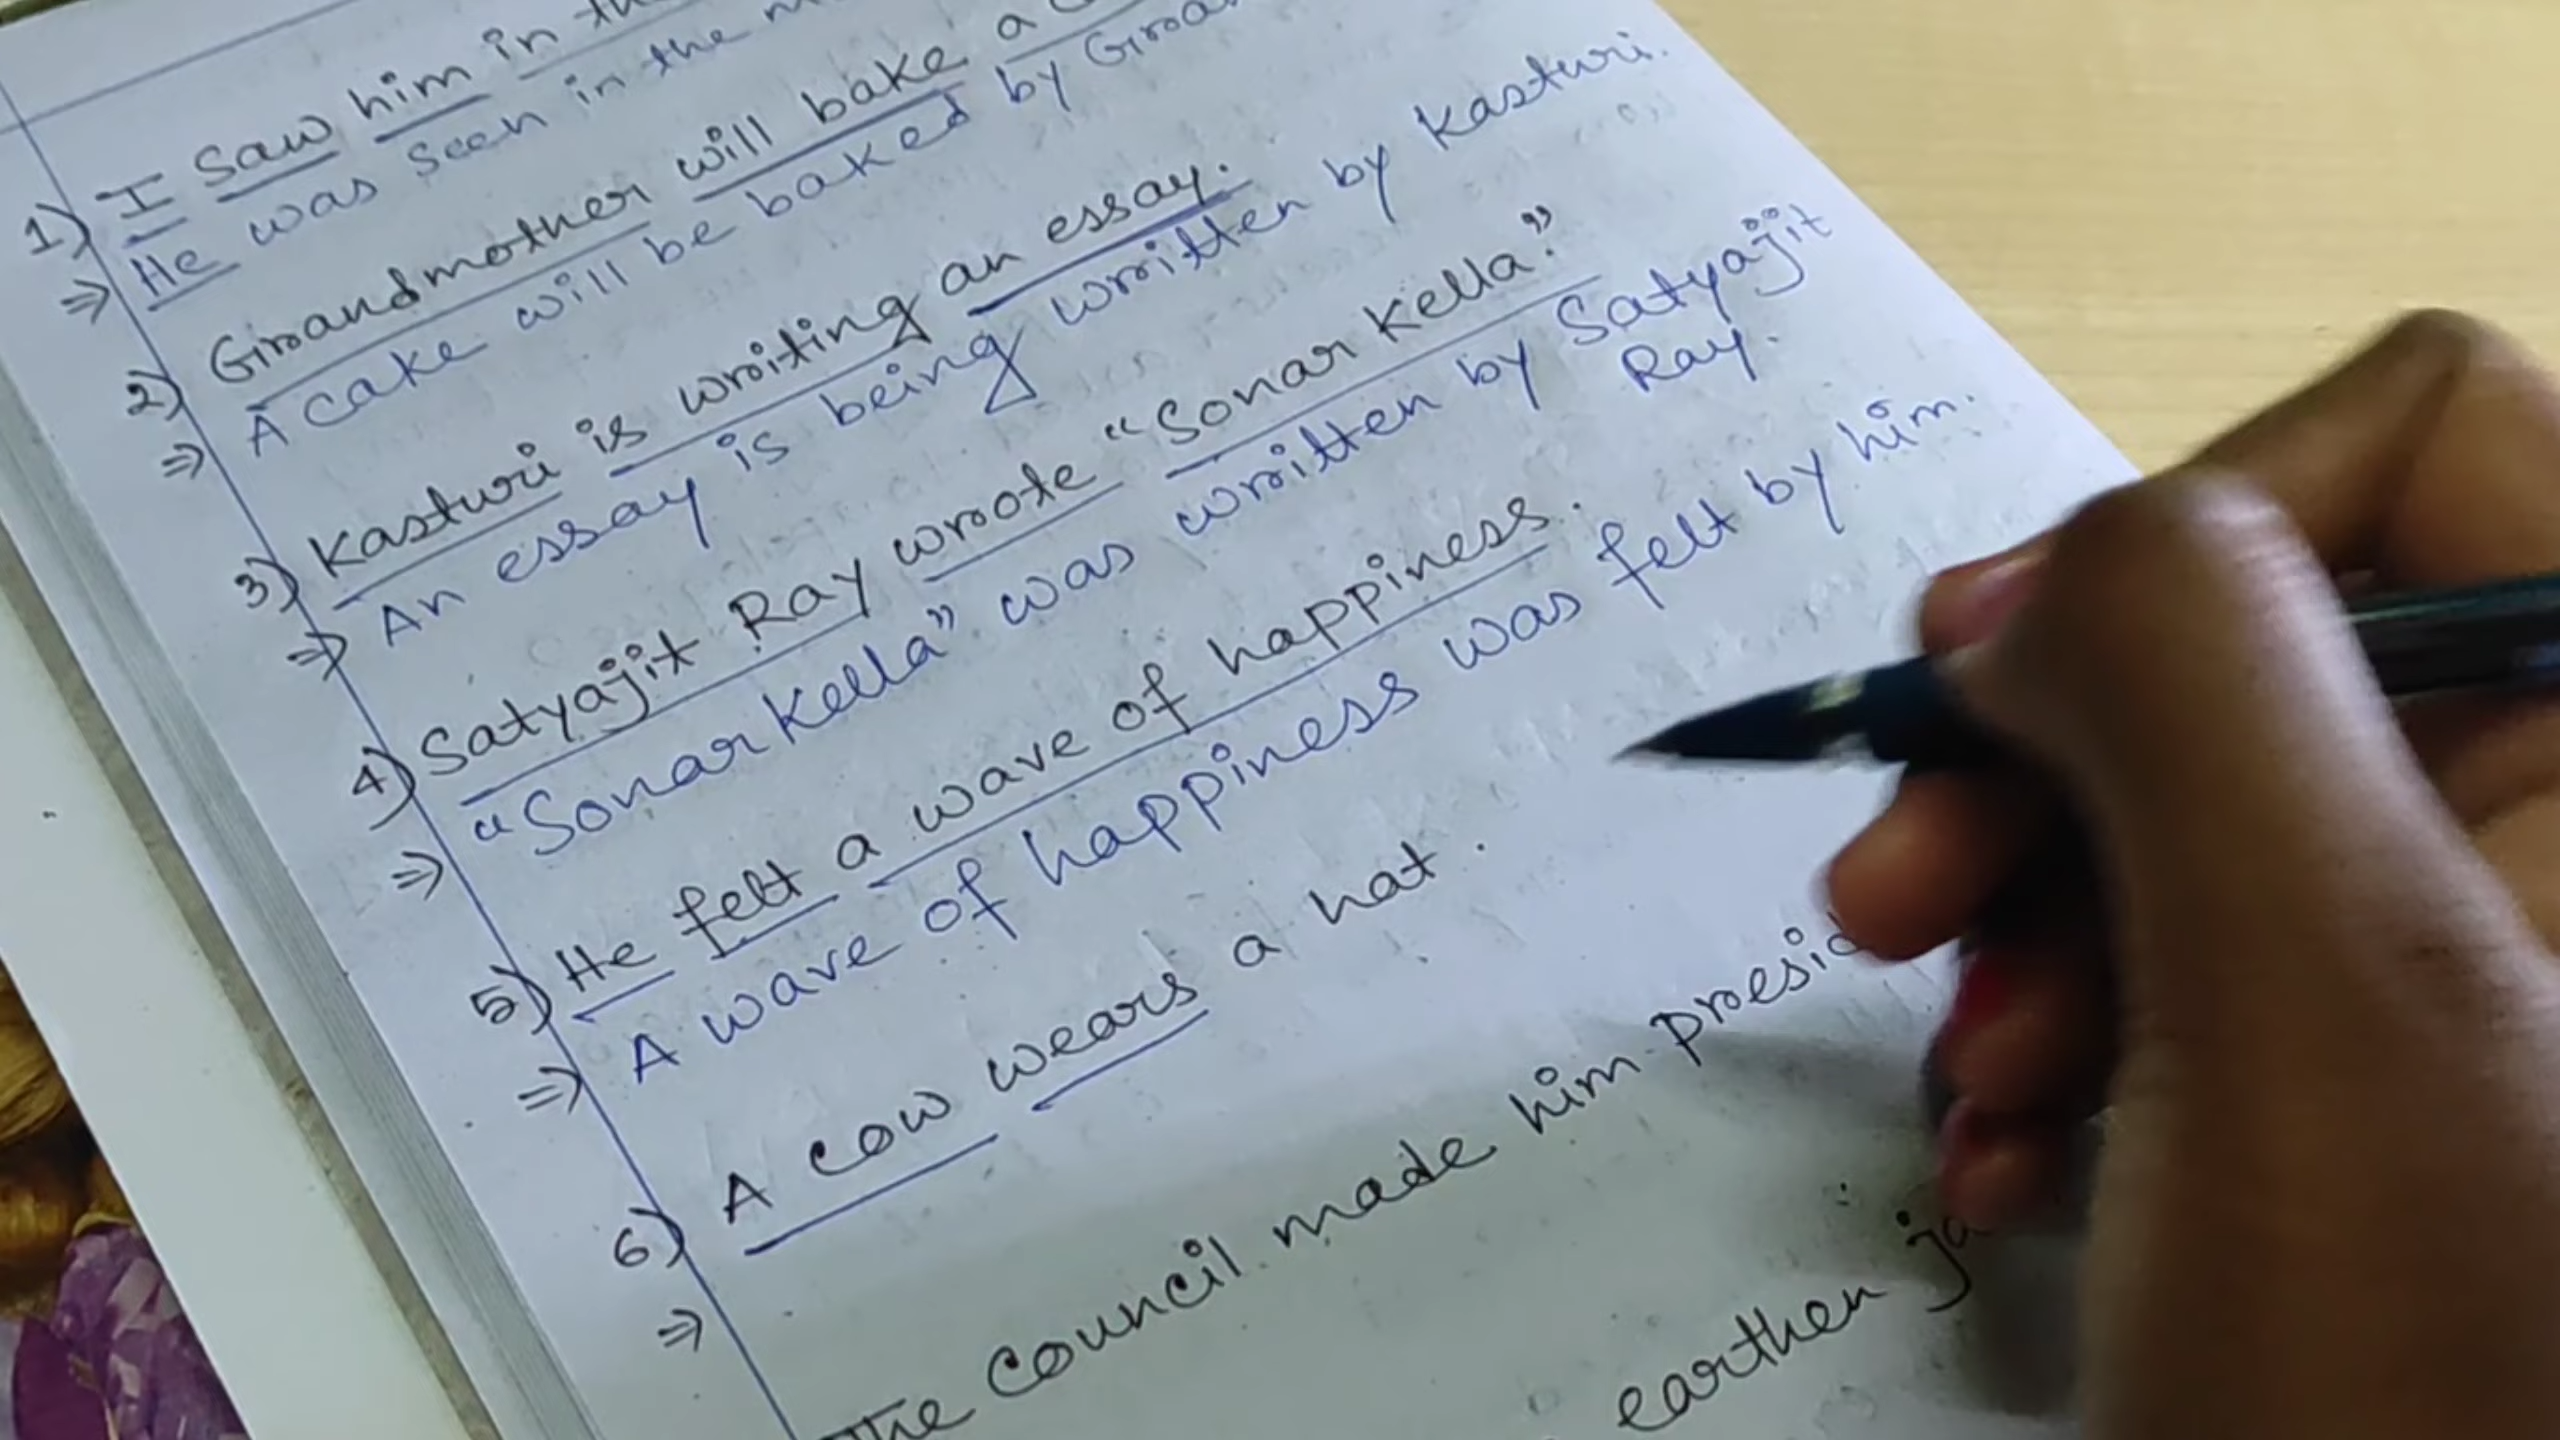 1) I saw him in
⇒ He was seen in the
2) Grandmother will bake a
⇒ A cake will be baked by
3) Kasturi is writing an essay.
⇒ An essay is being written by Kasturi.
4) Satyajit Ray wrote "Sonar Kella".
⇒ "Sonar Kella" was written by Satyajit
Ray.
5) He felt a wave of happiness.
⇒ A wave of happiness was felt by him.
6) A cow wears a hat.
⇒
The council made him
earthen